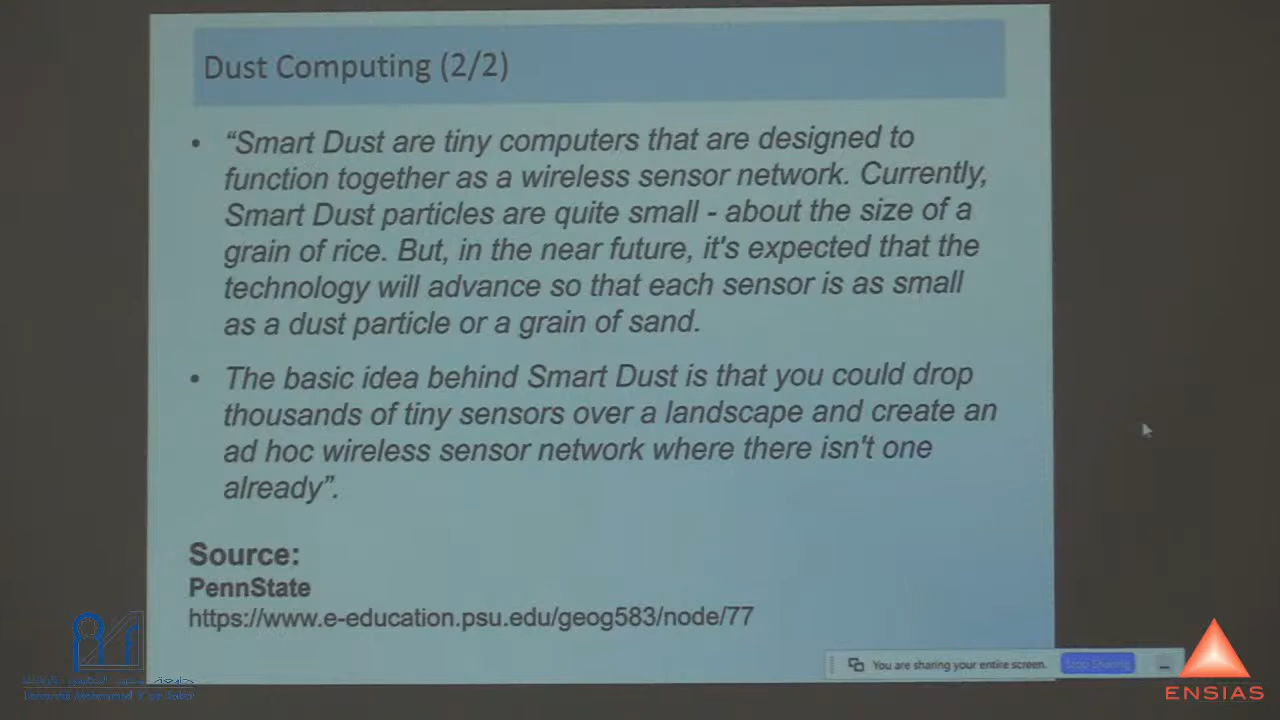 Dust Computing (2/2)
• “Smart Dust are tiny computers that are designed to
function together as a wireless sensor network. Currently,
Smart Dust particles are quite small - about the size of a
grain of rice. But, in the near future, it's expected that the
technology will advance so that each sensor is as small
as a dust particle or a grain of sand.
• The basic idea behind Smart Dust is that you could drop
thousands of tiny sensors over a landscape and create an
ad hoc wireless sensor network where there isn't one
already”.
Source:
PennState
https://www.e-education.psu.edu/geog583/node/77
You are sharing your entire screen.
Stop Sharing
ENSIAS